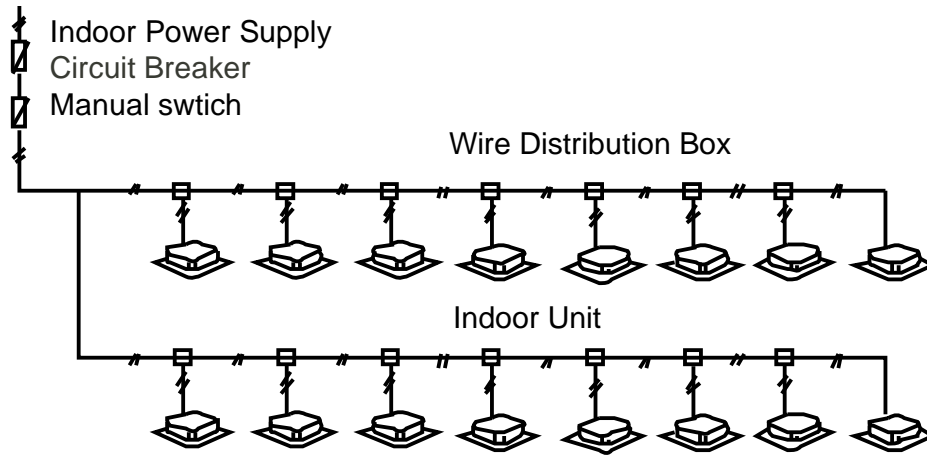 Indoor Power Supply
Circuit Breaker
Manual swtich
Wire Distribution Box
Indoor Unit